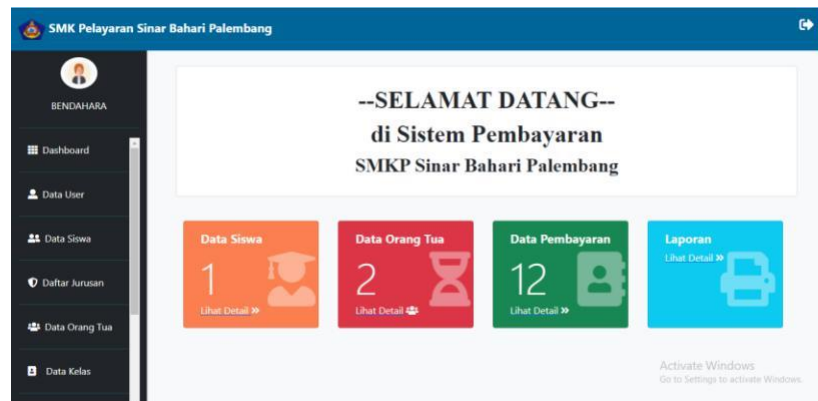 SMK Pelayaran Sinar Bahari Palembang
BENDAHARA
Dashboard
Data User
Data Siswa
Daftar Jurusan
Data Orang Tua
Data Kelas
--SELAMAT DATANG--
di Sistem Pembayaran
SMKP Sinar Bahari Palembang
Data Siswa
1
Lihat Detail »
Data Orang Tua
2
Lihat Detail
Data Pembayaran
12
Lihat Detail »
Laporan
Lihat Detail »
Activate Windows
Go to Settings to activate Windows.